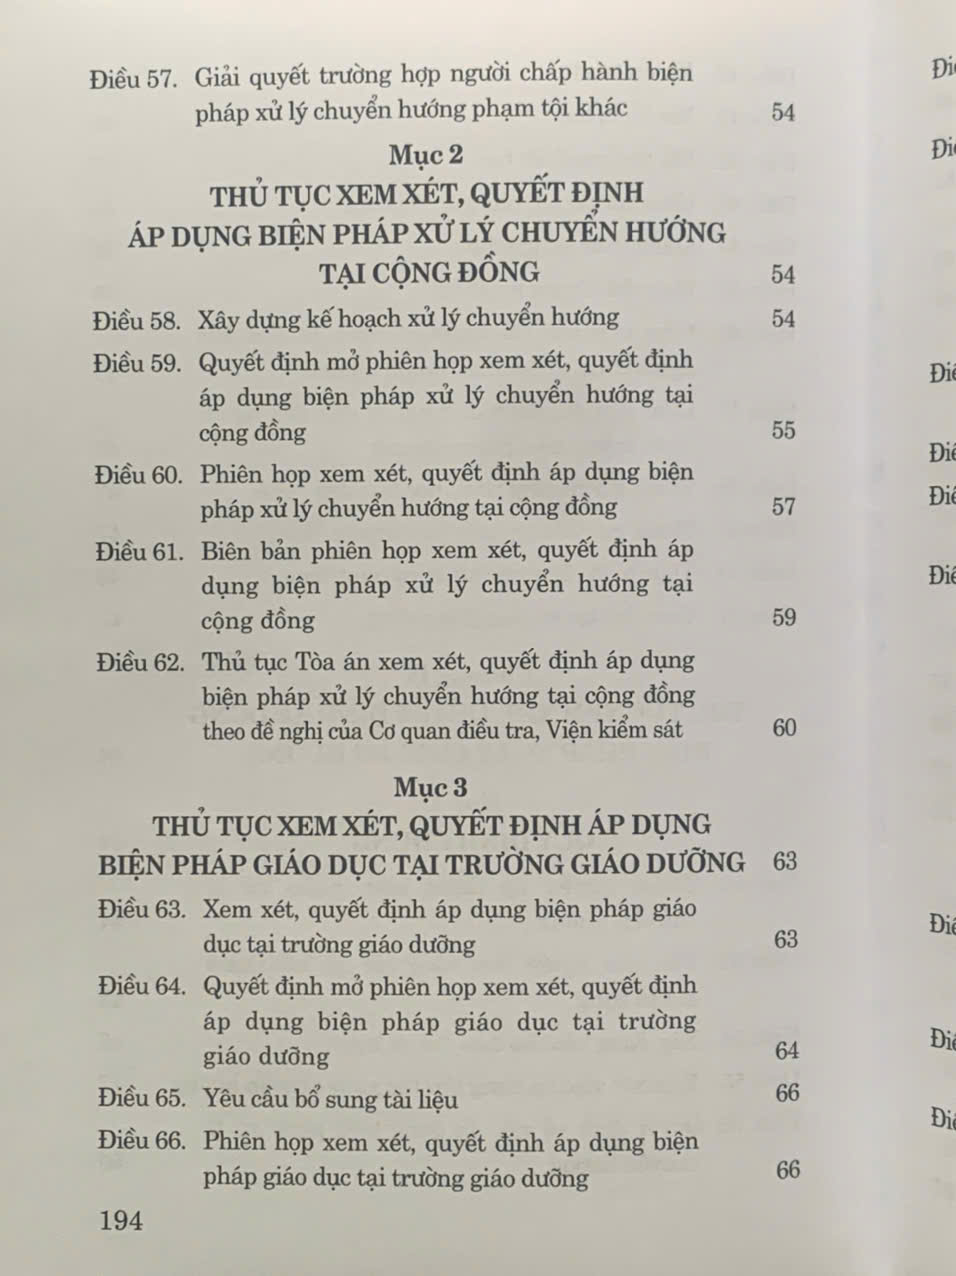 Điều 57. Giải quyết trường hợp người chấp hành biện
pháp xử lý chuyển hướng phạm tội khác 54
Mục 2
THỦ TỤC XEM XÉT, QUYẾT ĐỊNH
ÁP DỤNG BIỆN PHÁP XỬ LÝ CHUYỂN HƯỚNG
TẠI CỘNG ĐỒNG 54
Điều 58. Xây dựng kế hoạch xử lý chuyển hướng 54
Điều 59. Quyết định mở phiên họp xem xét, quyết định
áp dụng biện pháp xử lý chuyển hướng tại
cộng đồng 55
Điều 60. Phiên họp xem xét, quyết định áp dụng biện
pháp xử lý chuyển hướng tại cộng đồng 57
Điều 61. Biên bản phiên họp xem xét, quyết định áp
dụng biện pháp xử lý chuyển hướng tại
cộng đồng 59
Điều 62. Thủ tục Tòa án xem xét, quyết định áp dụng
biện pháp xử lý chuyển hướng tại cộng đồng
theo đề nghị của Cơ quan điều tra, Viện kiểm sát 60
Mục 3
THỦ TỤC XEM XÉT, QUYẾT ĐỊNH ÁP DỤNG
BIỆN PHÁP GIÁO DỤC TẠI TRƯỜNG GIÁO DƯỠNG 63
Điều 63. Xem xét, quyết định áp dụng biện pháp giáo
dục tại trường giáo dưỡng 63
Điều 64. Quyết định mở phiên họp xem xét, quyết định
áp dụng biện pháp giáo dục tại trường
giáo dưỡng 64
Điều 65. Yêu cầu bổ sung tài liệu 66
Điều 66. Phiên họp xem xét, quyết định áp dụng biện
pháp giáo dục tại trường giáo dưỡng 66
194